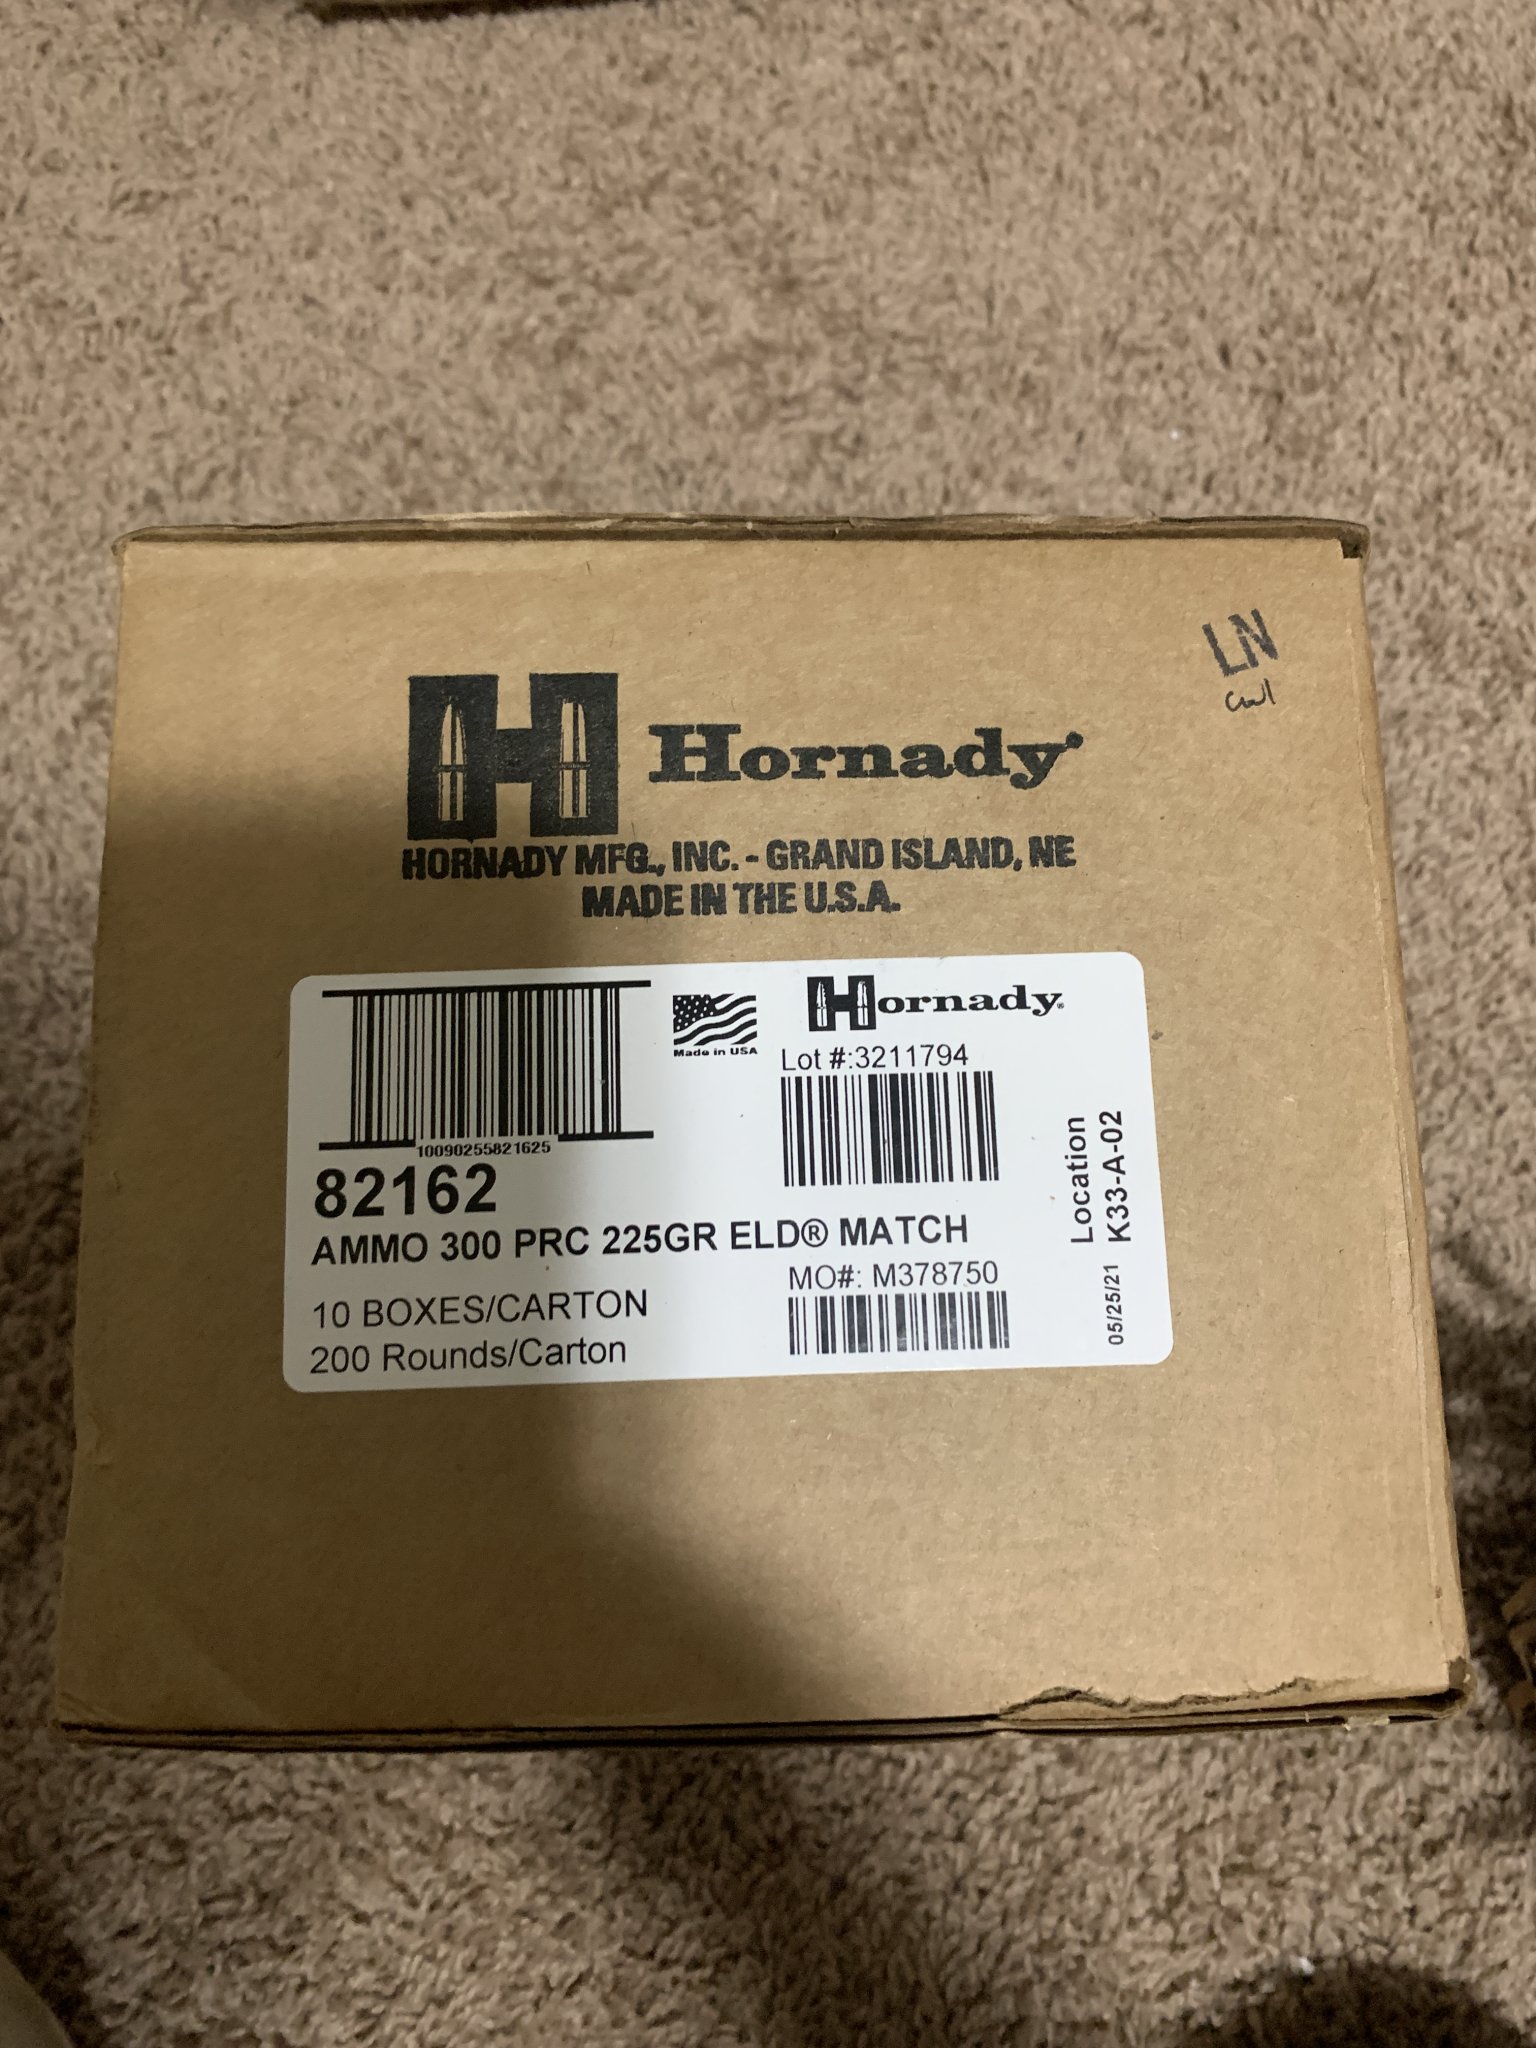 LN
Hornady
HORNADY MFG., INC. - GRAND ISLAND, NE
MADE IN THE U.S.A.
Made in USA
Hornady®
Lot #:3211794
10090255821625
82162
AMMO 300 PRC 225GR ELD® MATCH
MO#: M378750
10 BOXES/CARTON
200 Rounds/Carton
Location
K33-A-02
05/25/21